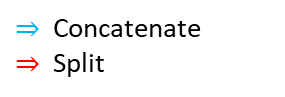 ⇒ Concatenate
⇒ Split